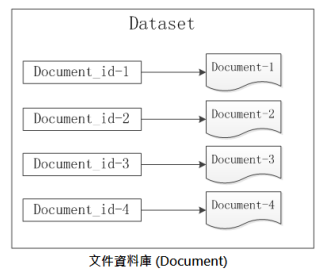 Dataset
Document_id-1 Document-1
Document_id-2 Document-2
Document_id-3 Document-3
Document_id-4 Document-4
文件資料庫 (Document)